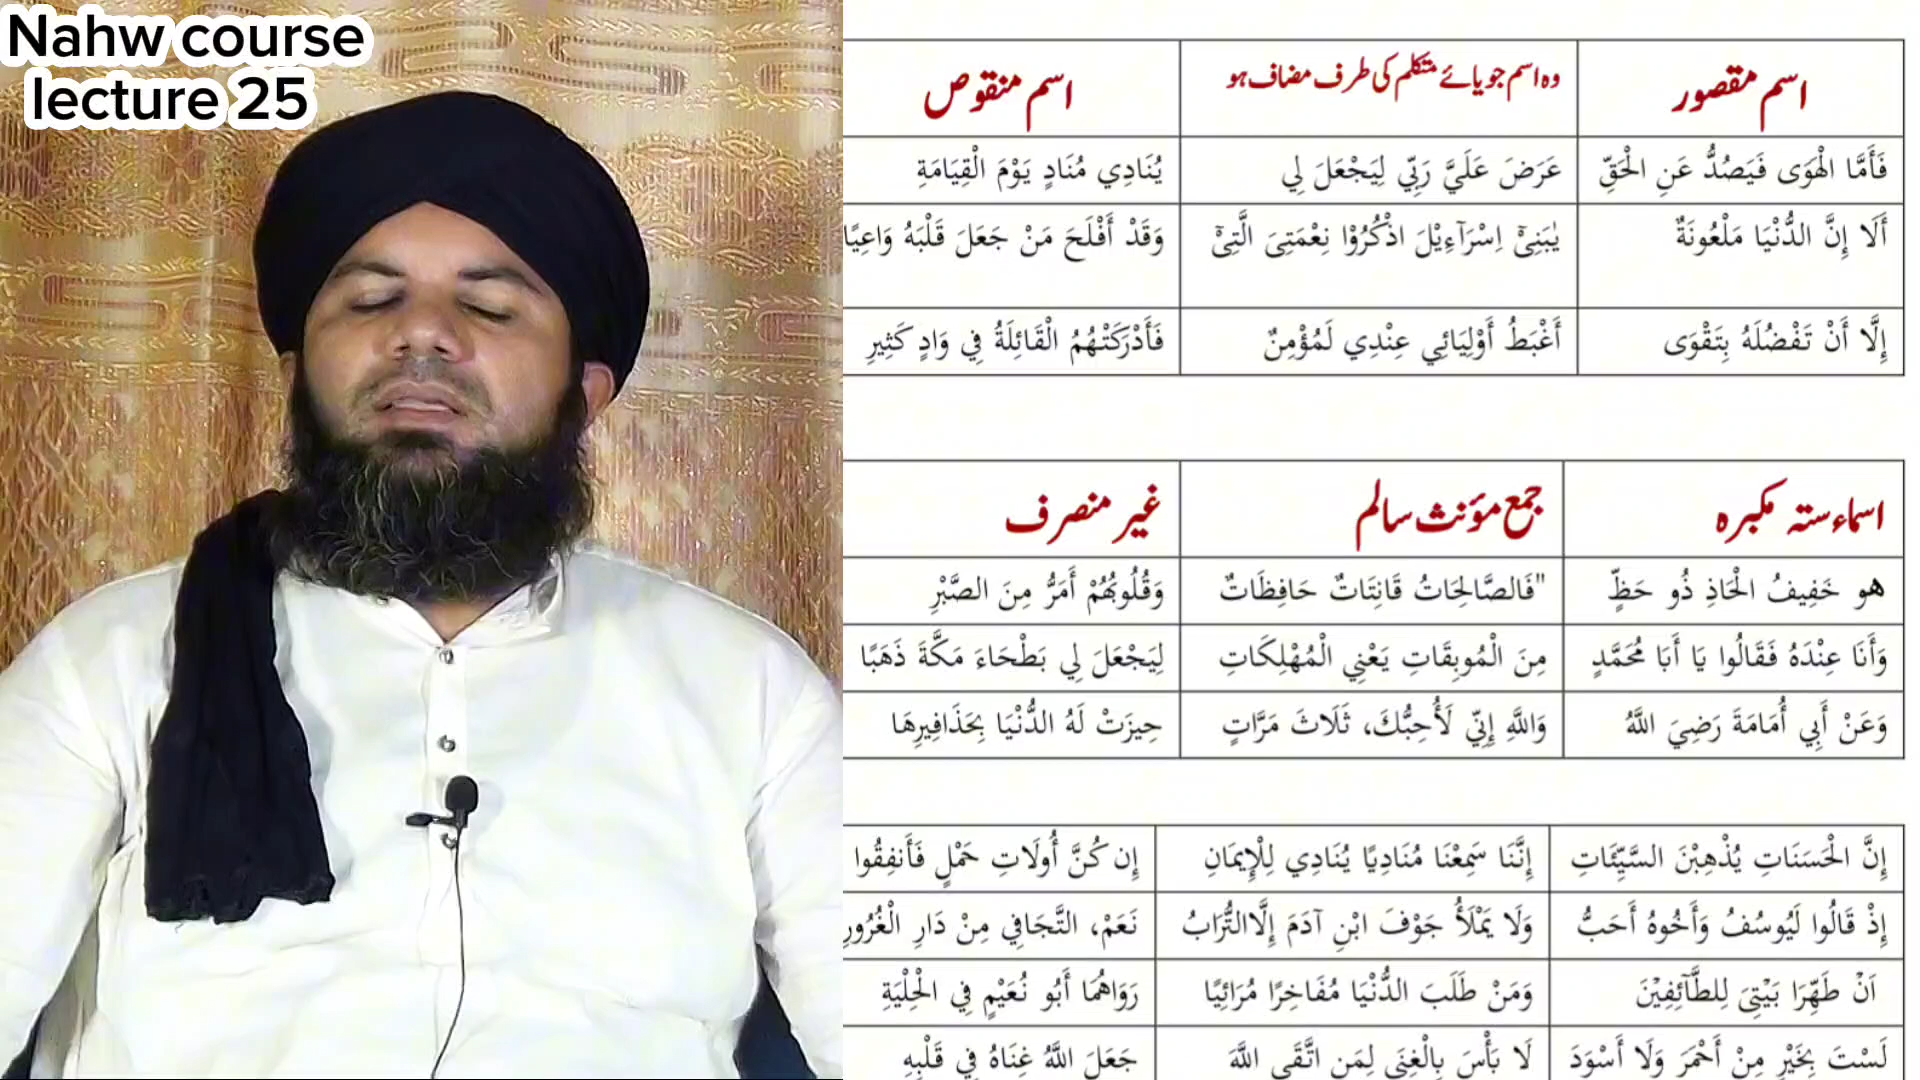 Nahw course
lecture 25
اسم مقصور
وہ اسم جو یائے متکلم کی طرف مضاف ہو
اسم منقوص
فَأَمَّا الْهَوَى فَيَصُدُّ عَنِ الْحَقِّ
عَرَضَ عَلَيَّ رَبِّي لِيَجْعَلَ لِي
يُنَادِي مُنَادٍ يَوْمَ الْقِيَامَةِ
أَلَا إِنَّ الدُّنْيَا مَلْعُونَةٌ
يٰبَنِىْٓ اِسْرَآءِيْلَ اذْكُرُوْا نِعْمَتِىَ الَّتِىْٓ
وَقَدْ أَفْلَحَ مَنْ جَعَلَ قَلْبَهُ وَاعِيًا
إِلَّا أَنْ تَفْضُلَهُ بِتَقْوَى
أَغْبَطُ أَوْلِيَائِي عِنْدِي لَمُؤْمِنٌ
فَأَدْرَكَتْهُمُ الْقَائِلَةُ فِي وَادٍ كَثِيرِ
اسماء ستہ مکبرہ
جمع مؤنث سالم
غیر منصرف
هو خَفِيفُ الْحَاذِ ذُو حَظٍّ
"فَالصَّالِحَاتُ قَانِتَاتٌ حَافِظَاتٌ
وَقُلُوبُهُمْ أَمَرُّ مِنَ الصَّبْرِ
وَأَنَا عِنْدَهُ فَقَالُوا يَا أَبَا مُحَمَّدٍ
مِنَ الْمُوبِقَاتِ يَعْنِي الْمُهْلِكَاتِ
لِيَجْعَلَ لِي بَطْحَاءَ مَكَّةَ ذَهَبًا
وَعَنْ أَبِي أُمَامَةَ رَضِيَ اللَّهُ
وَاللَّهِ إِنِّي لَأُحِبُّكَ، ثَلَاثَ مَرَّاتٍ
حِيزَتْ لَهُ الدُّنْيَا بِحَذَافِيرِهَا
إِنَّ الْحَسَنَاتِ يُذْهِبْنَ السَّيِّئَاتِ
إِنَّنَا سَمِعْنَا مُنَادِيًا يُنَادِي لِلْإِيمَانِ
إِن كُنَّ أُولَاتِ حَمْلٍ فَأَنفِقُوا
إِذْ قَالُوا لَيُوسُفُ وَأَخُوهُ أَحَبُّ
وَلَا يَمْلَأُ جَوْفَ ابْنِ آدَمَ إِلَّاالتُّرَابُ
نَعَمْ، التَّجَافِي مِنْ دَارِ الْغُرُورِ
اَنْ طَهِّرَا بَيْتِىَ لِلطَّآئِفِيْنَ
وَمَنْ طَلَبَ الدُّنْيَا مُفَاخِرًا مُرَائِيًا
رَوَاهُمَا أَبُو نُعَيْمٍ فِي الْحِلْيَةِ
لَسْتَ بِخَيْرٍ مِنْ أَحْمَرَ وَلَا أَسْوَدَ
لَا بَأْسَ بِالْغِنَى لِمَنِ اتَّقَى اللَّهَ
جَعَلَ اللَّهُ غِنَاهُ فِي قَلْبِهِ